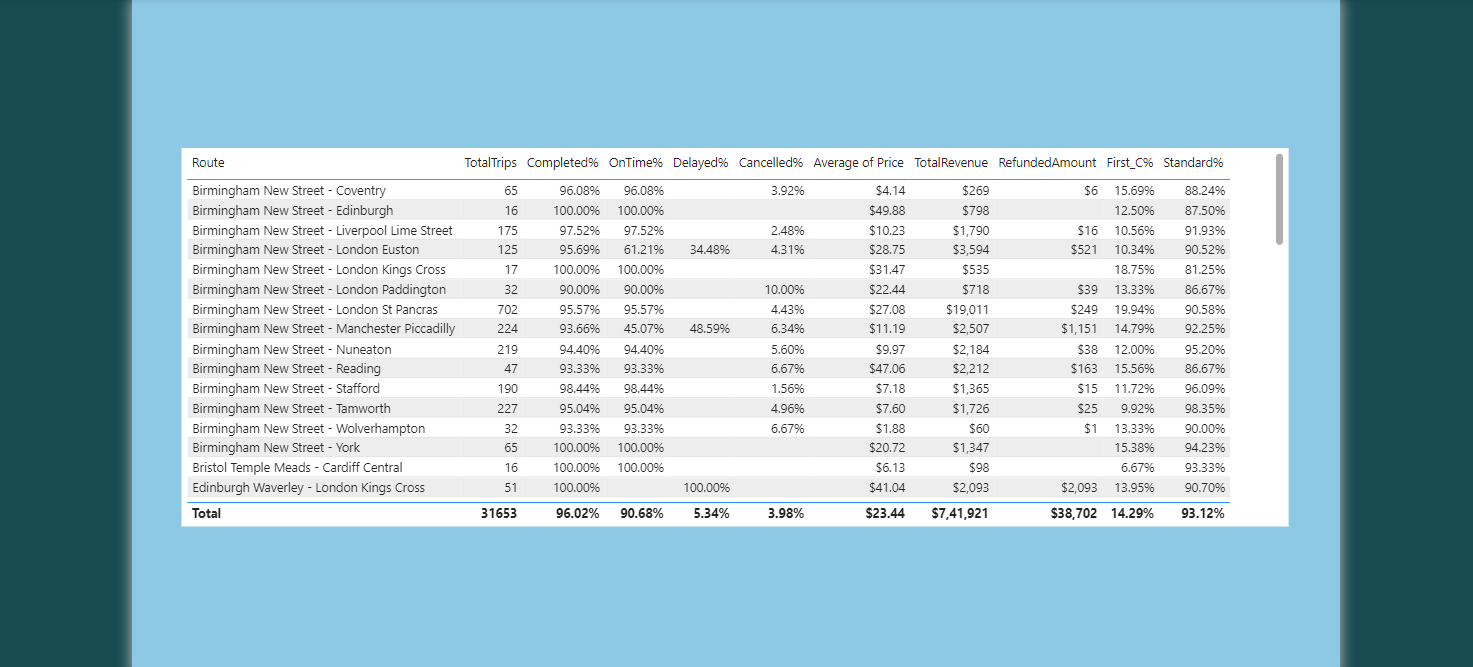 Route TotalTrips Completed% OnTime% Delayed% Cancelled% Average of Price TotalRevenue RefundedAmount First_C% Standard%
Birmingham New Street - Coventry 65 96.08% 96.08% 3.92% $4.14 $269 $6 15.69% 88.24%
Birmingham New Street - Edinburgh 16 100.00% 100.00% $49.88 $798 12.50% 87.50%
Birmingham New Street - Liverpool Lime Street 175 97.52% 97.52% 2.48% $10.23 $1,790 $16 10.56% 91.93%
Birmingham New Street - London Euston 125 95.69% 61.21% 34.48% 4.31% $28.75 $3,594 $521 10.34% 90.52%
Birmingham New Street - London Kings Cross 17 100.00% 100.00% $31.47 $535 18.75% 81.25%
Birmingham New Street - London Paddington 32 90.00% 90.00% 10.00% $22.44 $718 $39 13.33% 86.67%
Birmingham New Street - London St Pancras 702 95.57% 95.57% 4.43% $27.08 $19,011 $249 19.94% 90.58%
Birmingham New Street - Manchester Piccadilly 224 93.66% 45.07% 48.59% 6.34% $11.19 $2,507 $1,151 14.79% 92.25%
Birmingham New Street - Nuneaton 219 94.40% 94.40% 5.60% $9.97 $2,184 $38 12.00% 95.20%
Birmingham New Street - Reading 47 93.33% 93.33% 6.67% $47.06 $2,212 $163 15.56% 86.67%
Birmingham New Street - Stafford 190 98.44% 98.44% 1.56% $7.18 $1,365 $15 11.72% 96.09%
Birmingham New Street - Tamworth 227 95.04% 95.04% 4.96% $7.60 $1,726 $25 9.92% 98.35%
Birmingham New Street - Wolverhampton 32 93.33% 93.33% 6.67% $1.88 $60 $1 13.33% 90.00%
Birmingham New Street - York 65 100.00% 100.00% $20.72 $1,347 15.38% 94.23%
Bristol Temple Meads - Cardiff Central 16 100.00% 100.00% $6.13 $98 6.67% 93.33%
Edinburgh Waverley - London Kings Cross 51 100.00% 100.00% $41.04 $2,093 $2,093 13.95% 90.70%
Total 31653 96.02% 90.68% 5.34% 3.98% $23.44 $7,41,921 $38,702 14.29% 93.12%